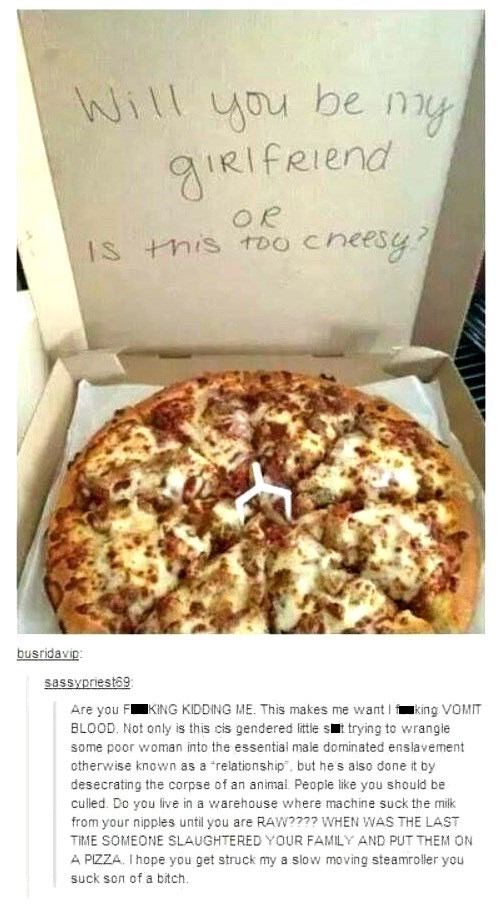 Will you be my
gIRlfRIend
OR
Is this too cheesy?
busridavip:
sassypriest69:
Are you F KING KIDDING ME. This makes me want I f king VOMIT
BLOOD. Not only is this cis gendered little s t trying to wrangle
some poor woman into the essential male dominated enslavement
otherwise known as a "relationship", but he s also done it by
desecrating the corpse of an animal. People like you should be
culled. Do you live in a warehouse where machine suck the milk
from your nipples until you are RAW???? WHEN WAS THE LAST
TIME SOMEONE SLAUGHTERED YOUR FAMILY AND PUT THEM ON
A PIZZA. I hope you get struck my a slow moving steamroller you
suck son of a bitch.